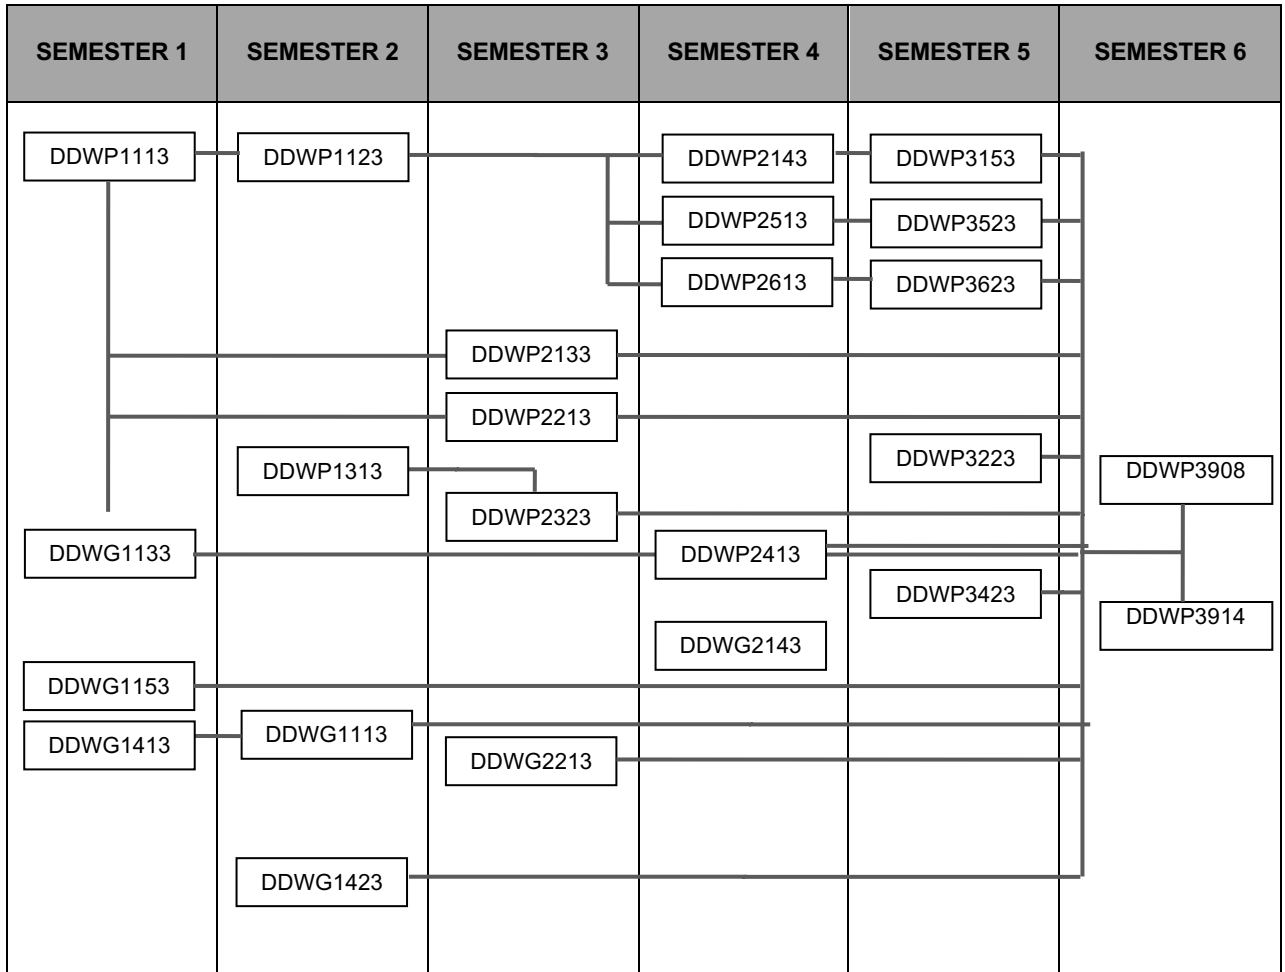 SEMESTER 1
SEMESTER 2
SEMESTER 3
SEMESTER 4
SEMESTER 5
SEMESTER 6
DDWP1113
DDWP1123
DDWP2143
DDWP3153
DDWP2513
DDWP3523
DDWP2613
DDWP3623
DDWP2133
DDWP2213
DDWP1313
DDWP3223
DDWP3908
DDWP2323
DDWG1133
DDWP2413
DDWP3423
DDWP3914
DDWG2143
DDWG1153
DDWG1413
DDWG1113
DDWG2213
DDWG1423